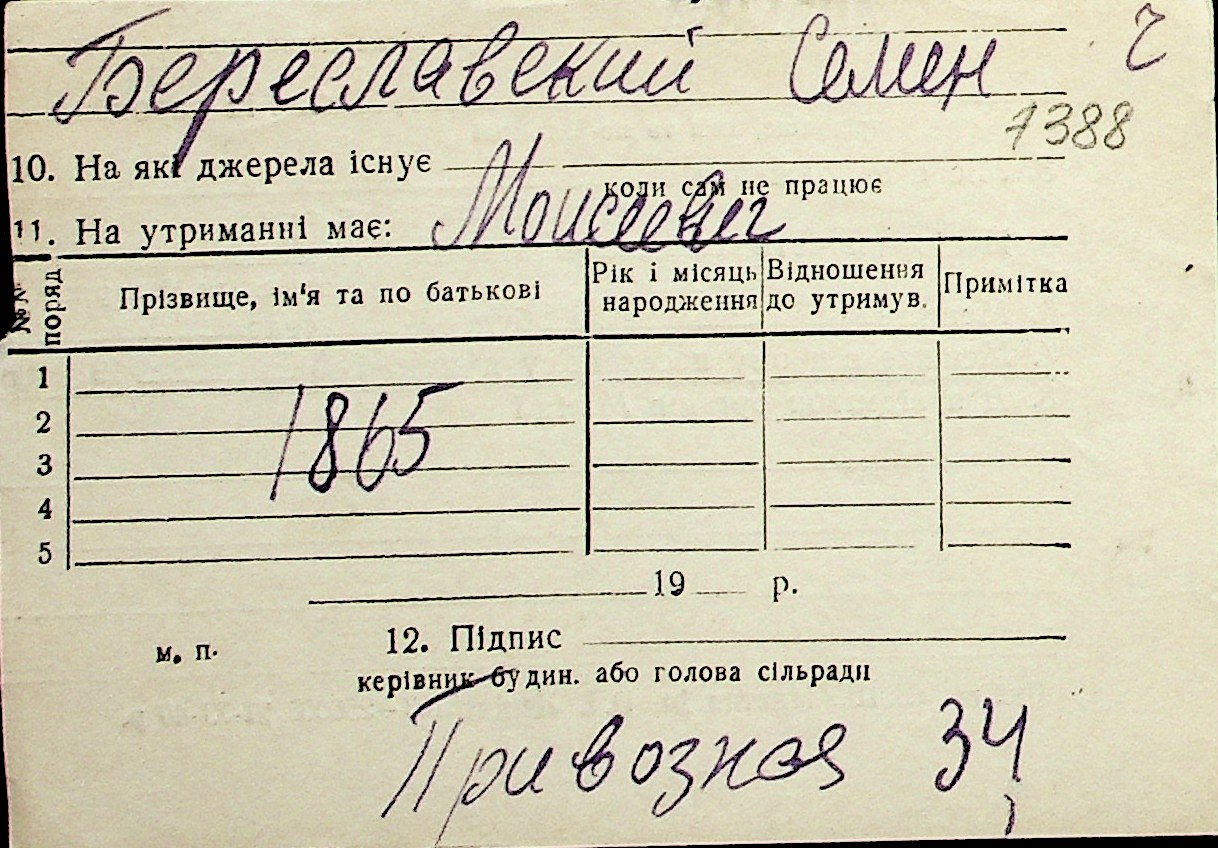 Береславский Семен
1388
10. На які джерела існує
коли сам не працює
Моисеевич
11. На утриманні має:
№№ поряд
Прізвище, ім'я та по батькові
Рік і місяць народження
Відношення до утримув.
Примітка
1
2
3
4
5
1865
19 р.
м. п.
12. Підпис
керівник будин. або голова сільради
Привозная 34